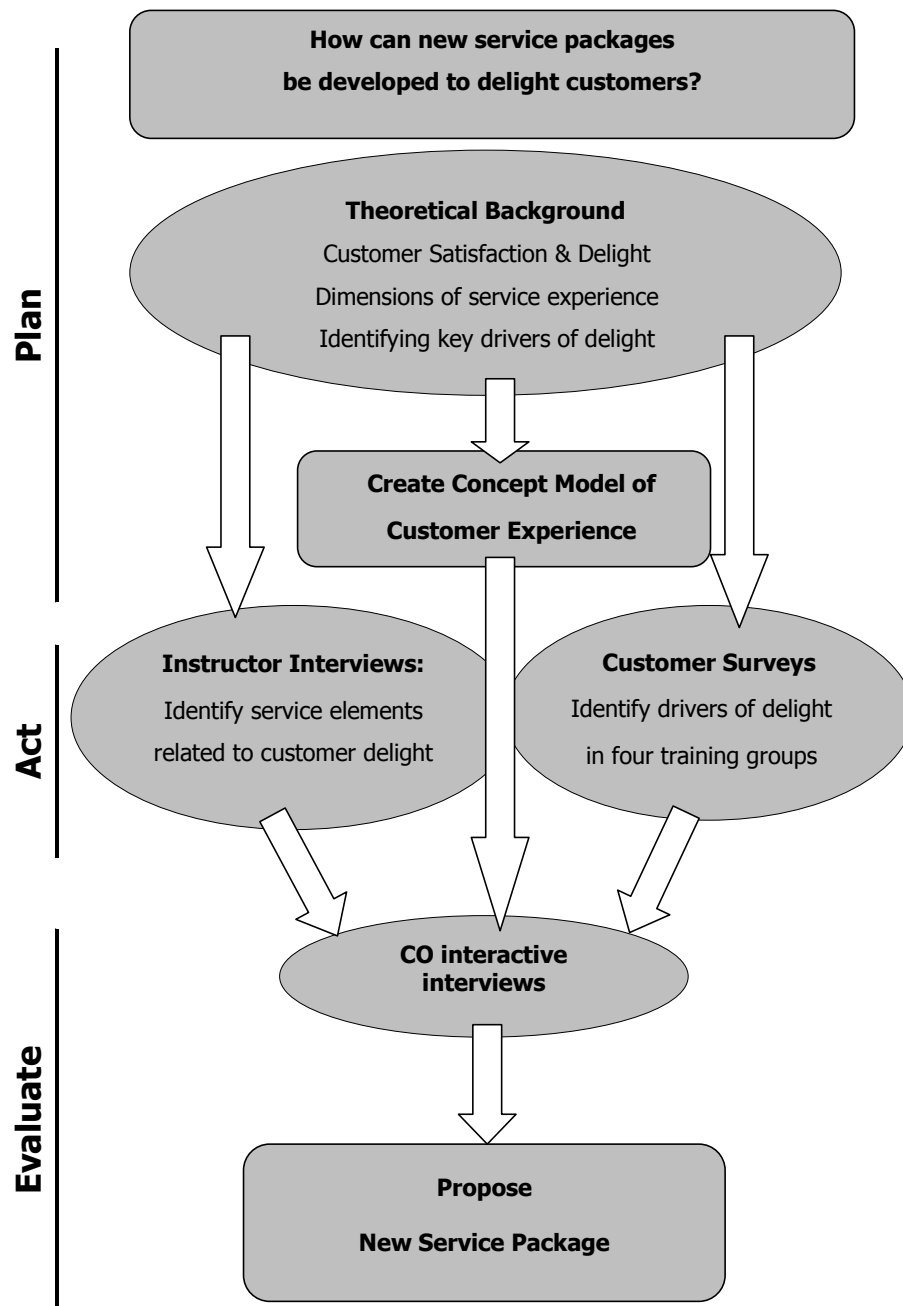 How can new service packages
be developed to delight customers?
Plan
Theoretical Background
Customer Satisfaction & Delight
Dimensions of service experience
Identifying key drivers of delight
Create Concept Model of
Customer Experience
Act
Instructor Interviews:
Identify service elements
related to customer delight
Customer Surveys
Identify drivers of delight
in four training groups
Evaluate
CO interactive
interviews
Propose
New Service Package